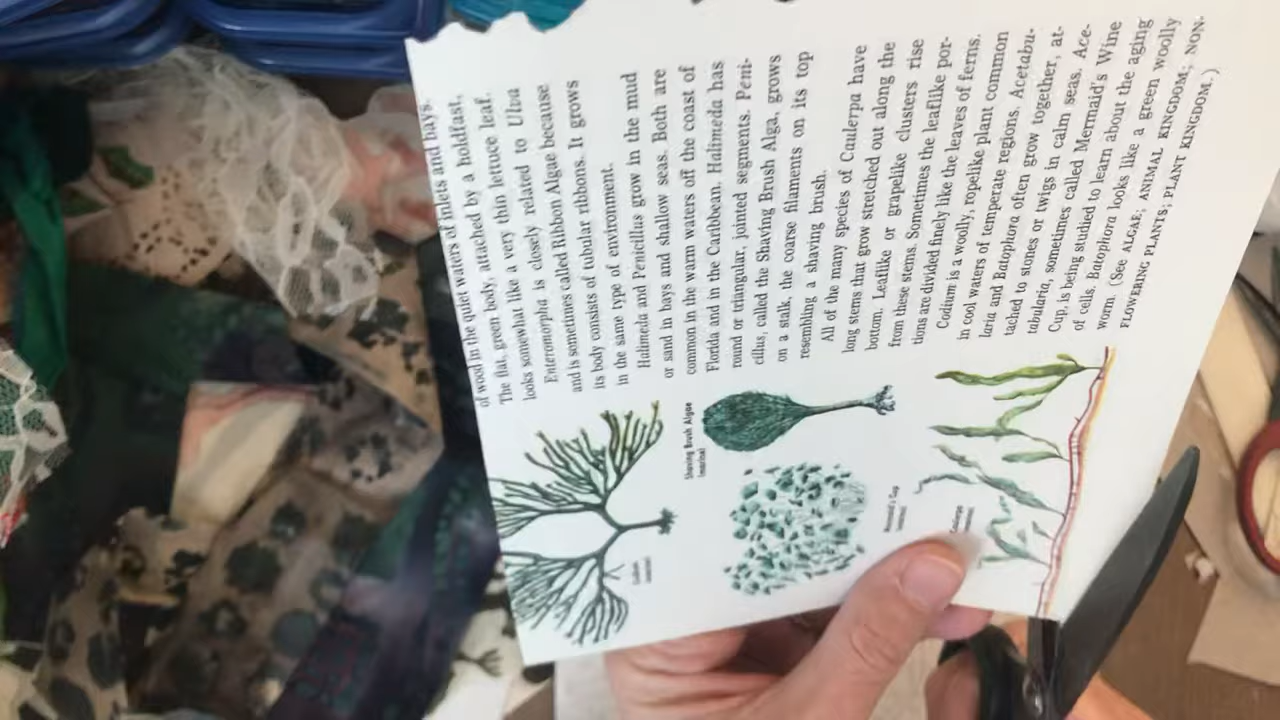 of wool in the quiet waters of inlets and bays.
The flat, green body, attached by a holdfast,
looks somewhat like a very thin lettuce leaf.
Enteromorpha is closely related to Ulva
and is sometimes called Ribbon Algue because
its body consists of tubular ribbons. It grows
in the same type of environment.
Halimeda and Penicillus grow in the mud
or sand in bays and shallow seas. Both are
common in the warm waters off the coast of
Florida and in the Caribean. Halimeda has
round or triangular, jointed segments. Peni-
cillus, called the Shaving Brush Alga, grows
on a stalk, the coarse filaments on its top
resembling a shaving brush.
All of the many species of Caulerpa have
long stems that grow stretched out along the
bottom. Leaflike or grapelike clusters rise
from these stems. Sometimes the leaflike por-
tions are divided finely like the leaves of ferns.
Codium is a woolly, ropelike plant common
in cool waters of temperate regions. Acetabu-
laria and Batophora often grow together, at-
tached to stones or twigs in calm seas. Ace-
tabularia, sometimes called Mermaid's Wine
Cup, is being studied to learn about the aging
of cells. Batophora looks like a green woolly
worm. (See ALGAE; ANIMAL KINGDOM; NON-
FLOWERING PLANTS; PLANT KINGDOM.)
Codium
(marine)
Shaving Brush Algae
(marine)
Mermaid's Cup
(marine)